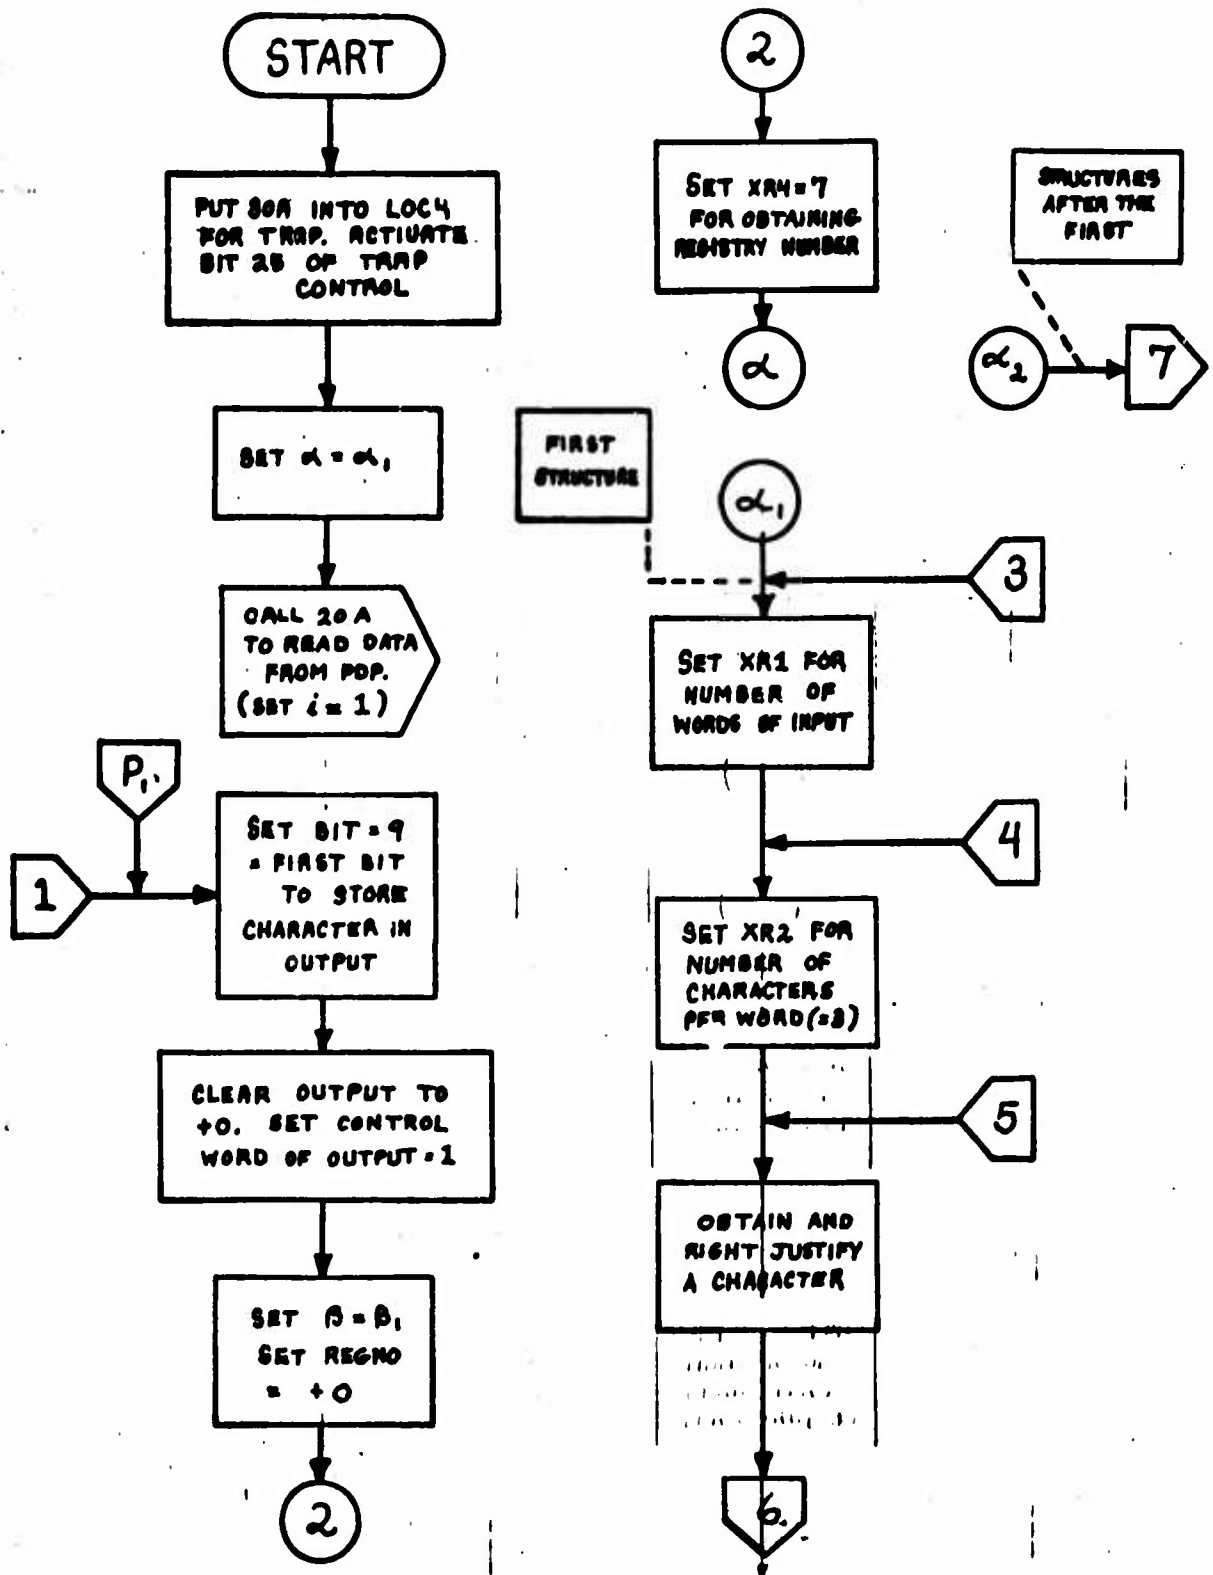 START
PUT 80A INTO LOC 4
FOR TRAP. ACTIVATE
BIT 25 OF TRAP
CONTROL
SET α = α₁
CALL 20A
TO READ DATA
FROM PDP.
(SET i = 1)
P₁.
1
SET BIT = 9
= FIRST BIT
TO STORE
CHARACTER IN
OUTPUT
CLEAR OUTPUT TO
+0. SET CONTROL
WORD OF OUTPUT = 1
SET β = β₁
SET REGNO
= +0
2
2
SET XR4 = 7
FOR OBTAINING
REGISTRY NUMBER
α
STRUCTURES
AFTER THE
FIRST
α₂
7
FIRST
STRUCTURE
α₁
3
SET XR1 FOR
NUMBER OF
WORDS OF INPUT
4
SET XR2 FOR
NUMBER OF
CHARACTERS
PER WORD (=3)
5
OBTAIN AND
RIGHT JUSTIFY
A CHARACTER
6.